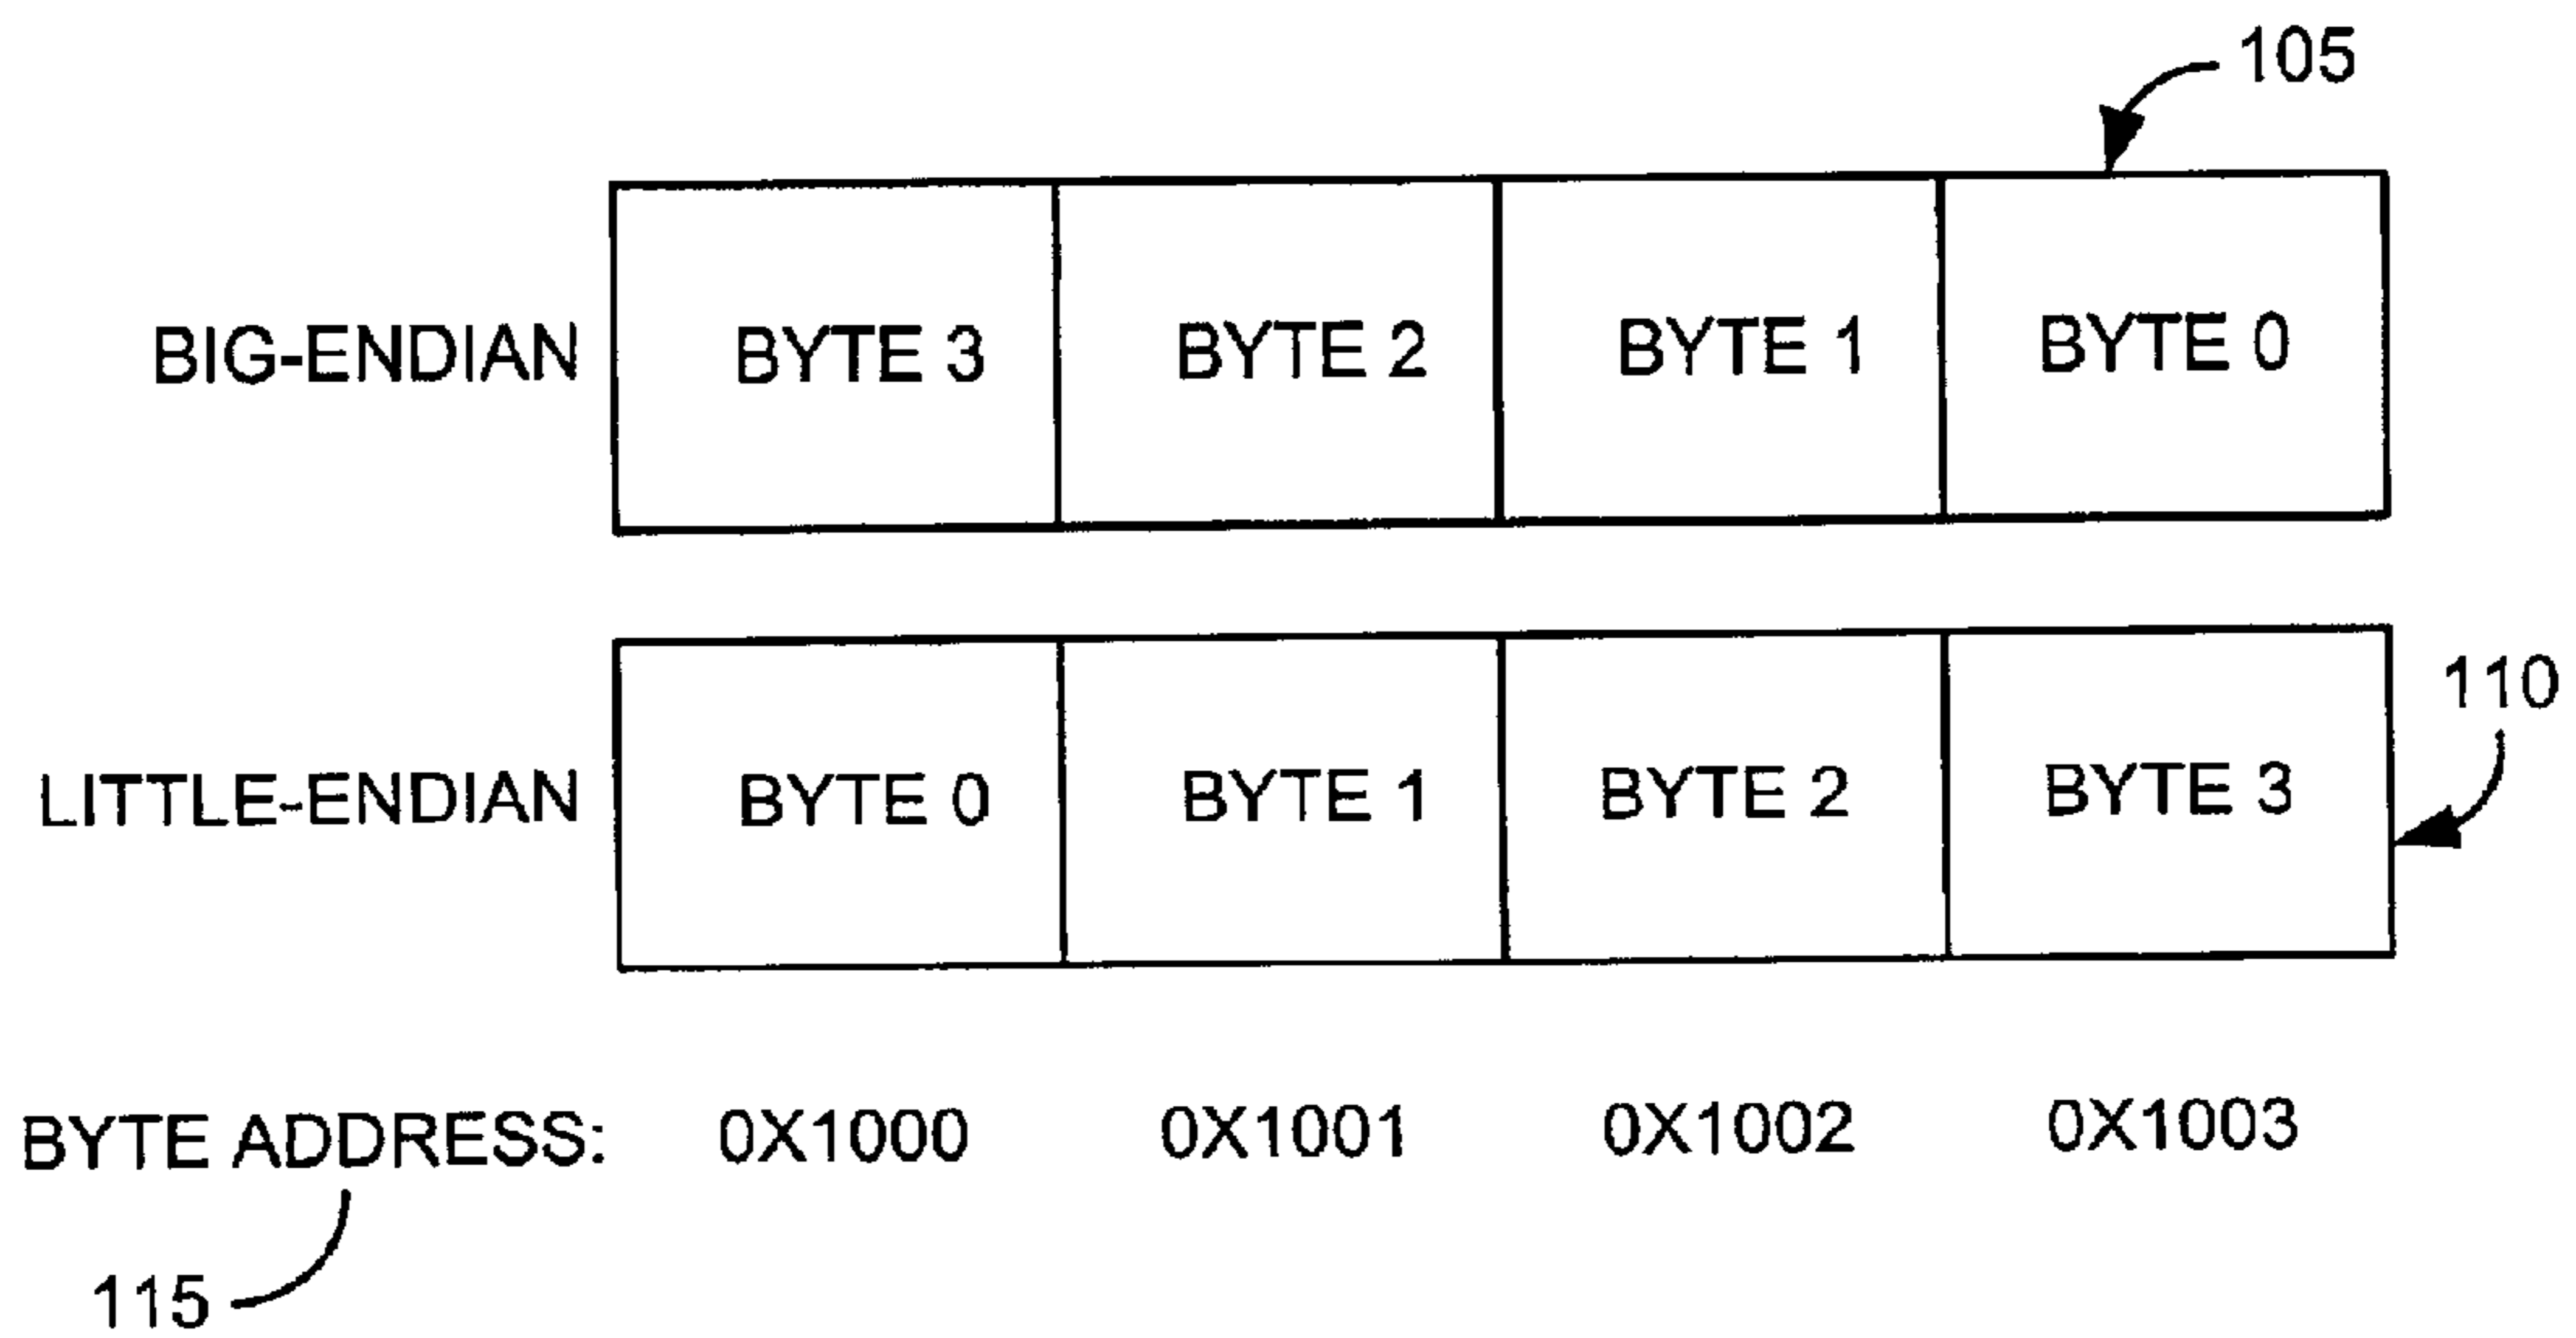 105
BIG-ENDIAN BYTE 3 BYTE 2 BYTE 1 BYTE 0
110
LITTLE-ENDIAN BYTE 0 BYTE 1 BYTE 2 BYTE 3
BYTE ADDRESS: 0X1000 0X1001 0X1002 0X1003
115